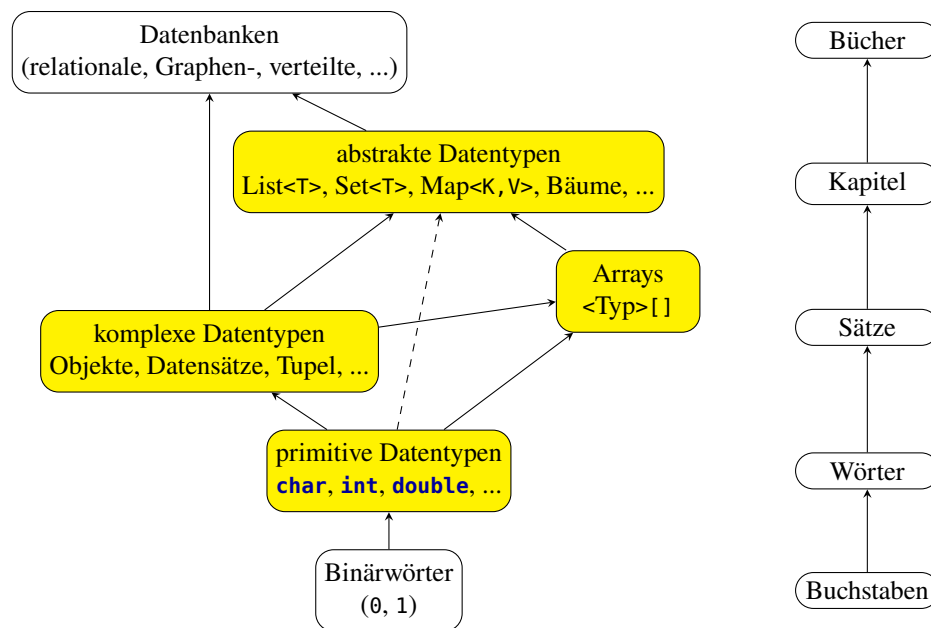 Datenbanken
(relationale, Graphen-, verteilte, ...)
abstrakte Datentypen
List<T>, Set<T>, Map<K,V>, Bäume, ...
Arrays
<Typ>[]
komplexe Datentypen
Objekte, Datensätze, Tupel, ...
primitive Datentypen
char, int, double, ...
Binärwörter
(0, 1)
Bücher
Kapitel
Sätze
Wörter
Buchstaben